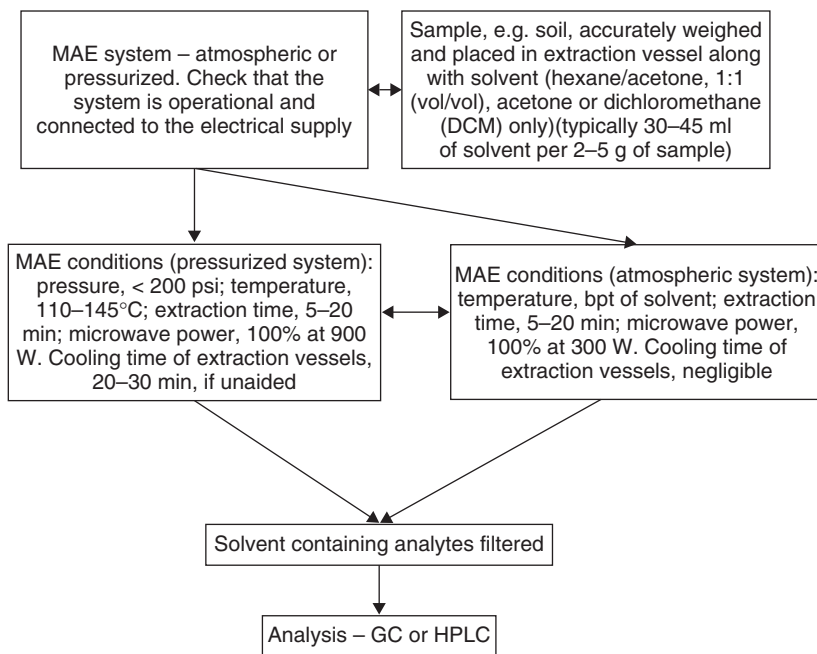 MAE system – atmospheric or
pressurized. Check that the
system is operational and
connected to the electrical supply
Sample, e.g. soil, accurately weighed
and placed in extraction vessel along
with solvent (hexane/acetone, 1:1
(vol/vol), acetone or dichloromethane
(DCM) only)(typically 30–45 ml
of solvent per 2–5 g of sample)
MAE conditions (pressurized system):
pressure, < 200 psi; temperature,
110–145°C; extraction time, 5–20
min; microwave power, 100% at 900
W. Cooling time of extraction vessels,
20–30 min, if unaided
MAE conditions (atmospheric system):
temperature, bpt of solvent; extraction
time, 5–20 min; microwave power,
100% at 300 W. Cooling time of
extraction vessels, negligible
Solvent containing analytes filtered
Analysis – GC or HPLC